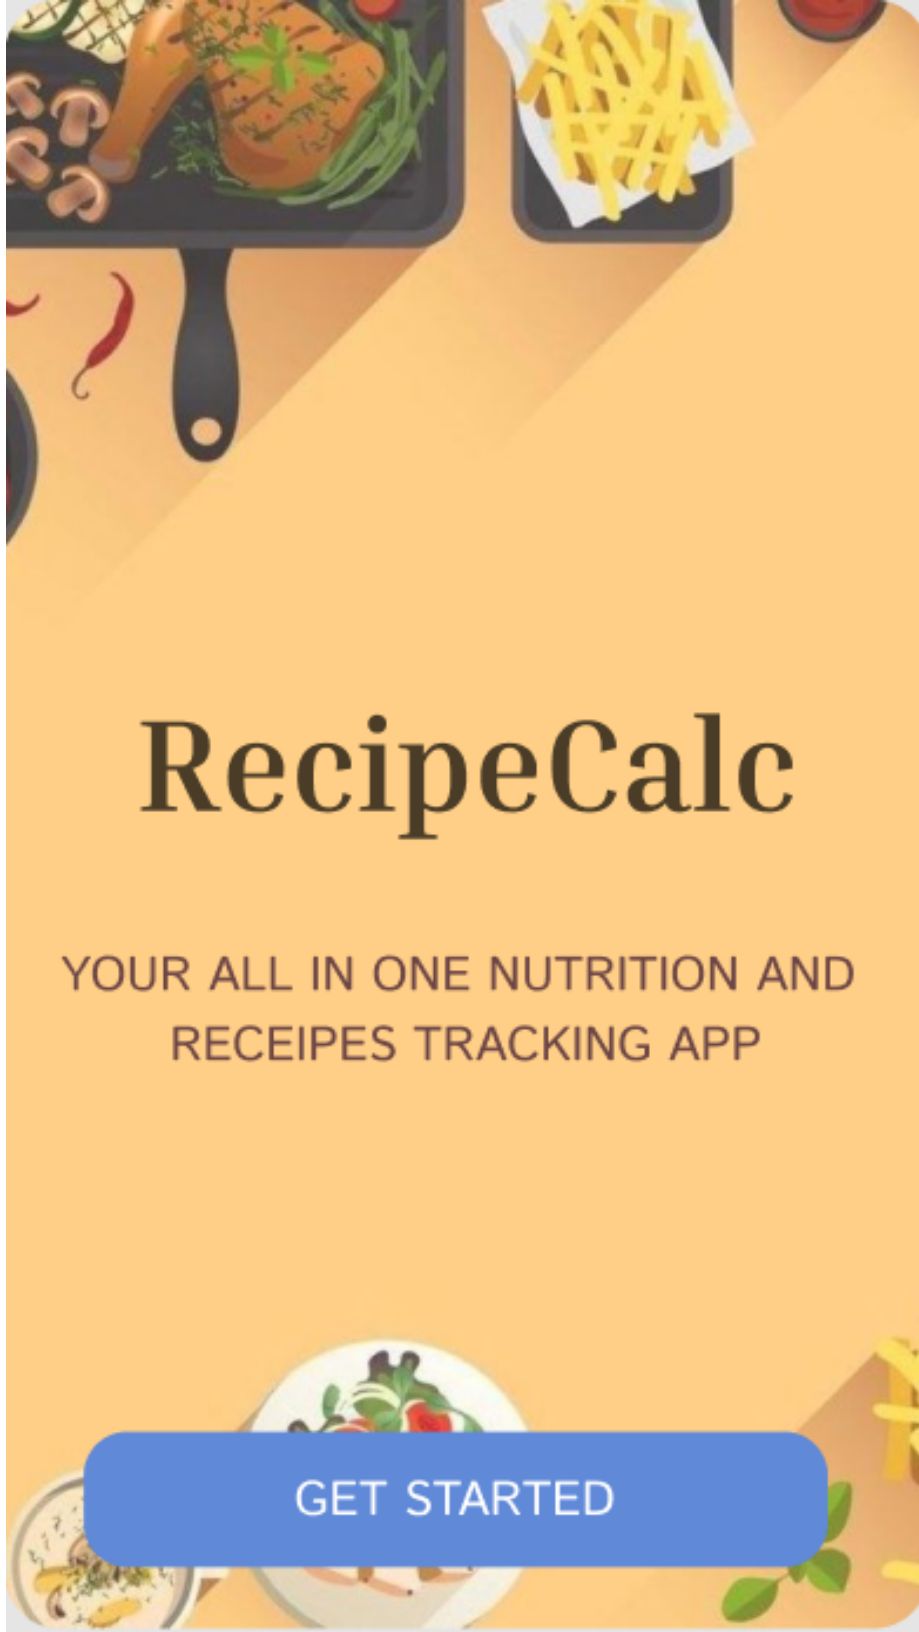 RecipeCalc
YOUR ALL IN ONE NUTRITION AND
RECEIPES TRACKING APP
GET STARTED